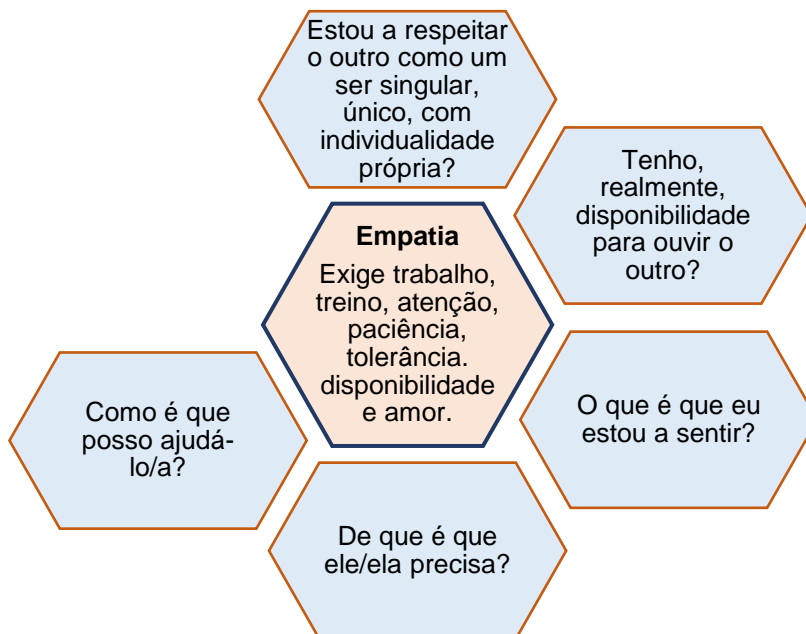 Estou a respeitar
o outro como um
ser singular,
único, com
individualidade
própria?
Tenho,
realmente,
disponibilidade
para ouvir o
outro?
Empatia
Exige trabalho,
treino, atenção,
paciência,
tolerância.
disponibilidade
e amor.
O que é que eu
estou a sentir?
Como é que
posso ajudá-
lo/a?
De que é que
ele/ela precisa?